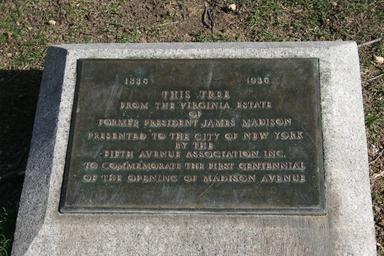 1836 1936
THIS TREE
FROM THE VIRGINIA ESTATE
OF
FORMER PRESIDENT JAMES MADISON
PRESENTED TO THE CITY OF NEW YORK
BY THE
FIFTH AVENUE ASSOCIATION, INC.
TO COMMEMORATE THE FIRST CENTENNIAL
OF THE OPENING OF MADISON AVENUE